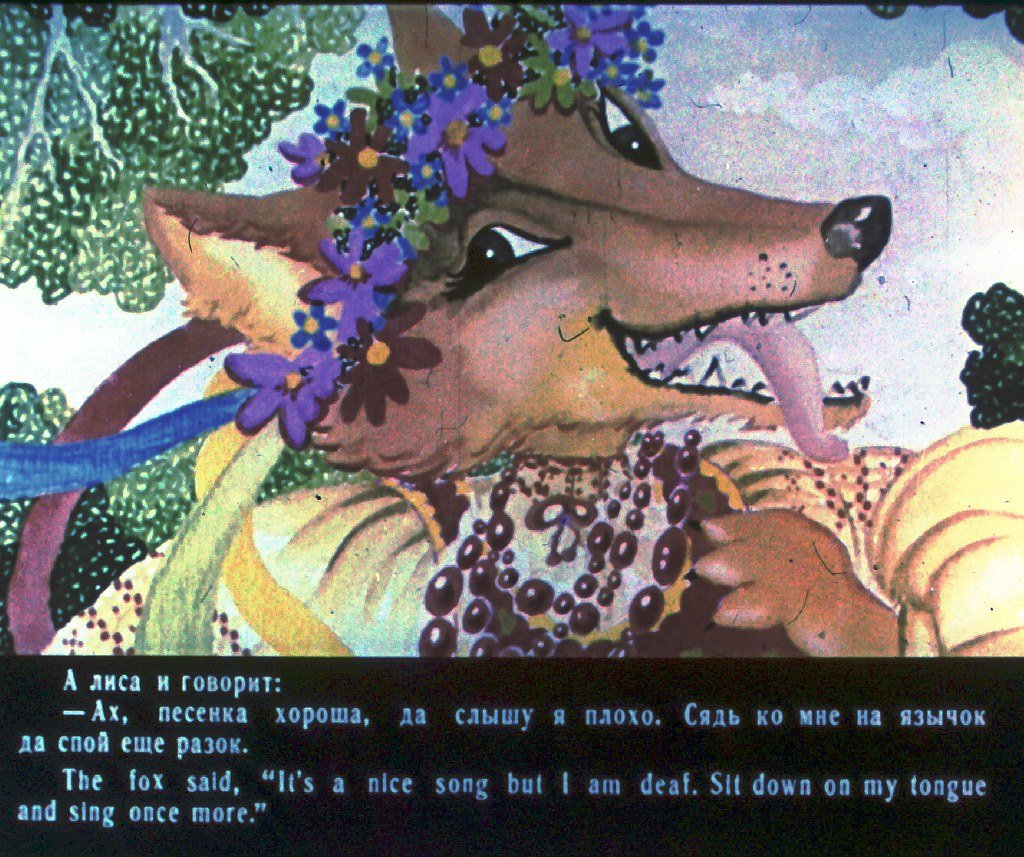 А лиса и говорит:
— Ах, песенка хороша, да слышу я плохо. Сядь ко мне на язычок
да спой еще разок.
The fox said, “It's a nice song but I am deaf. Sit down on my tongue
and sing once more.”